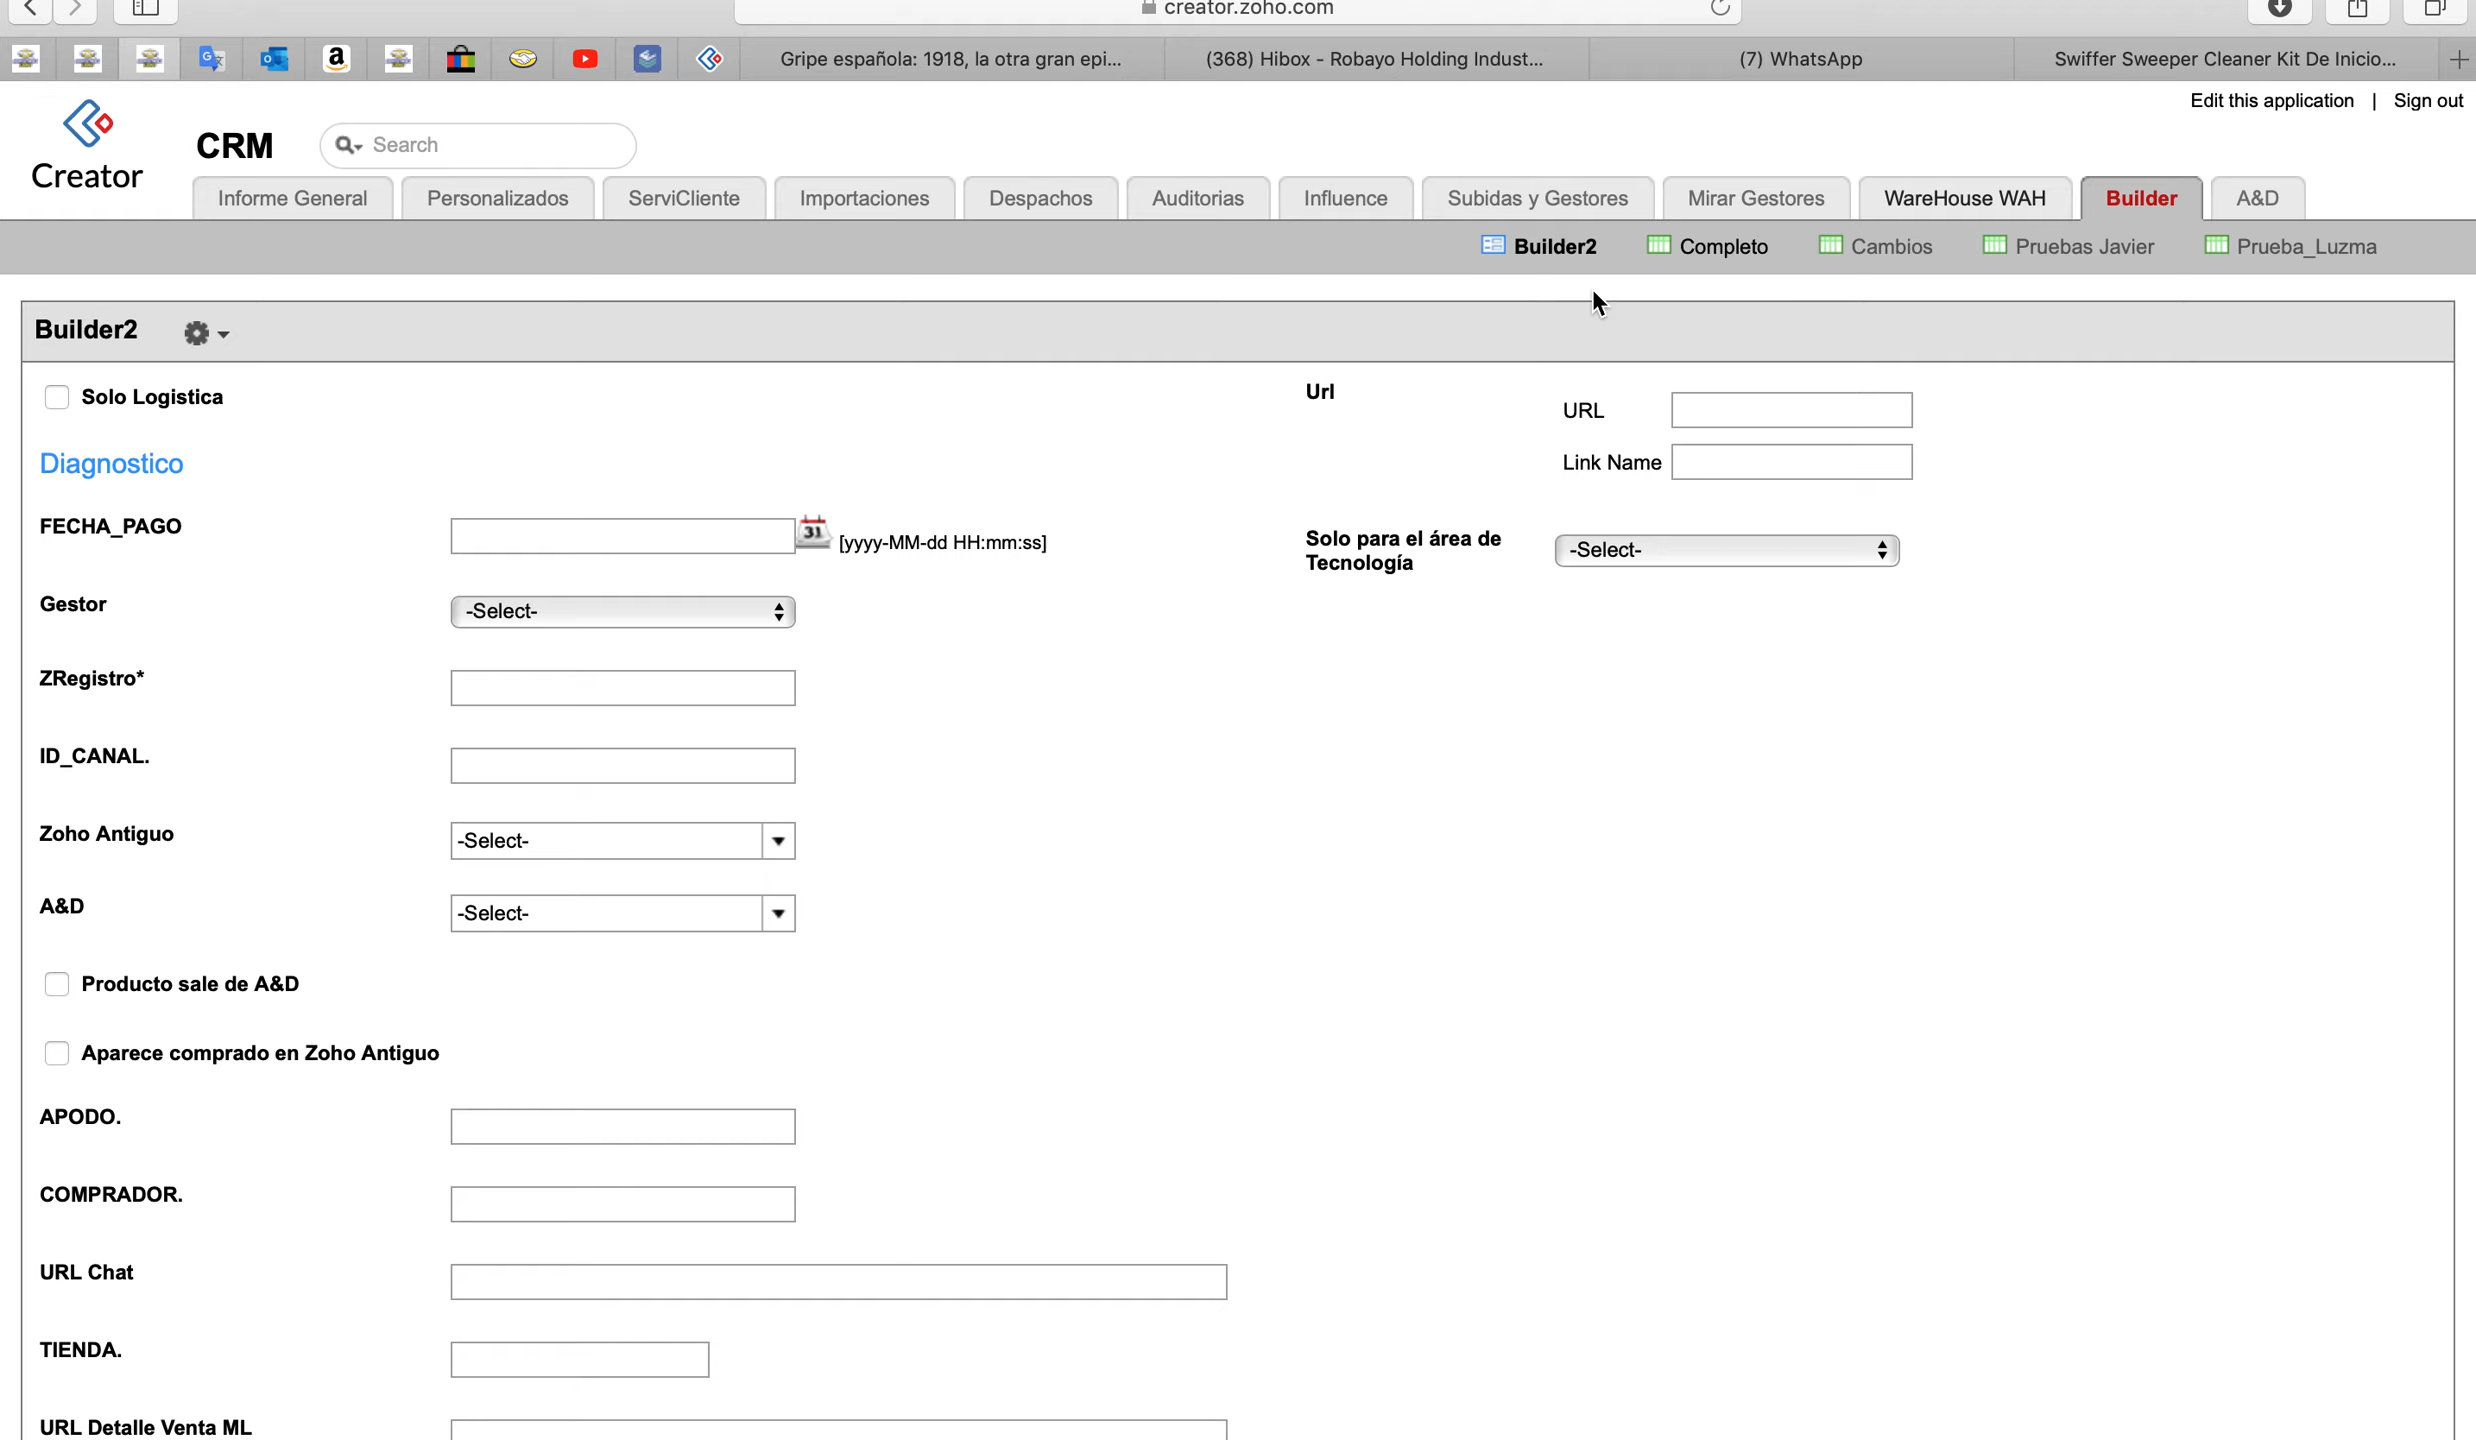 creator.zoho.com
Gripe española: 1918, la otra gran epi...
(368) Hibox - Robayo Holding Indust...
(7) WhatsApp
Swiffer Sweeper Cleaner Kit De Inicio...
Edit this application | Sign out
Creator
CRM
Search
Informe General
Personalizados
ServiCliente
Importaciones
Despachos
Auditorias
Influence
Subidas y Gestores
Mirar Gestores
WareHouse WAH
Builder
A&D
Builder2
Completo
Cambios
Pruebas Javier
Prueba_Luzma
Builder2
Solo Logistica
Url
URL
Link Name
Diagnostico
FECHA_PAGO
31
[yyyy-MM-dd HH:mm:ss]
Solo para el área de
Tecnología
-Select-
Gestor
-Select-
ZRegistro*
ID_CANAL.
Zoho Antiguo
-Select-
A&D
-Select-
Producto sale de A&D
Aparece comprado en Zoho Antiguo
APODO.
COMPRADOR.
URL Chat
TIENDA.
URL Detalle Venta ML